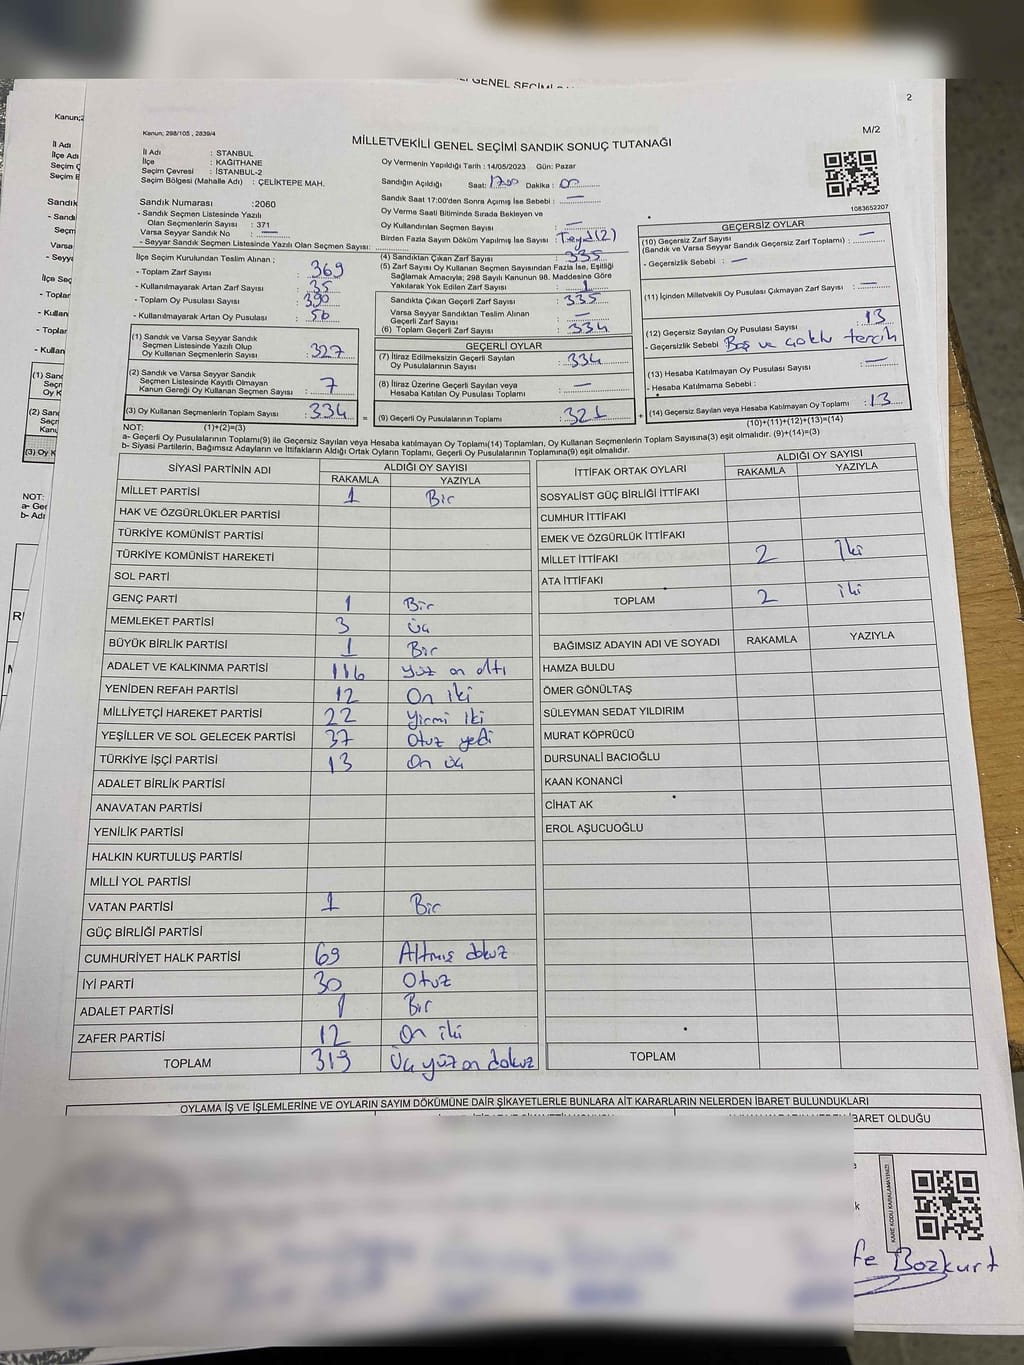 2
M/2
Kanun; 298/105 , 2839/4
MİLLETVEKİLİ GENEL SEÇİMİ SANDIK SONUÇ TUTANAĞI
İl Adı : STANBUL
İlçe : KAĞITHANE
Seçim Çevresi : İSTANBUL-2
Seçim Bölgesi (Mahalle Adı) : ÇELİKTEPE MAH.
Oy Vermenin Yapıldığı Tarih : 14/05/2023 Gün: Pazar
Sandığın Açıldığı Saat: 17.00 Dakika : 00
Sandık Saat 17:00'den Sonra Açımış İse Sebebi : —
Oy Verme Saati Bitiminde Sırada Bekleyen ve
Oy Kullandırılan Seçmen Sayısı : —
Birden Fazla Sayım Döküm Yapılmış İse Sayısı : Teyd(2)
1083652207
Sandık Numarası :2060
- Sandık Seçmen Listesinde Yazılı
Olan Seçmenlerin Sayısı : 371
Varsa Seyyar Sandık No : —
- Seyyar Sandık Seçmen Listesinde Yazılı Olan Seçmen Sayısı:
İlçe Seçim Kurulundan Teslim Alınan ;
- Toplam Zarf Sayısı : 369
- Kullanılmayarak Artan Zarf Sayısı : 35
- Toplam Oy Pusulası Sayısı : 390
- Kullanılmayarak Artan Oy Pusulası : 56
(1) Sandık ve Varsa Seyyar Sandık
Seçmen Listesinde Yazılı Olup
Oy Kullanan Seçmenlerin Sayısı : 327
(2) Sandık ve Varsa Seyyar Sandık
Seçmen Listesinde Kayıtlı Olmayan
Kanun Gereği Oy Kullanan Seçmen Sayısı : 7
(3) Oy Kullanan Seçmenlerin Toplam Sayısı : 334 =
(4) Sandıktan Çıkan Zarf Sayısı : 335
(5) Zarf Sayısı Oy Kullanan Seçmen Sayısından Fazla İse, Eşitliği
Sağlamak Amacıyla; 298 Sayılı Kanunun 98. Maddesine Göre
Yakılarak Yok Edilen Zarf Sayısı : 1
Sandıkta Çıkan Geçerli Zarf Sayısı : 335
Varsa Seyyar Sandıktan Teslim Alınan
Geçerli Zarf Sayısı : —
(6) Toplam Geçerli Zarf Sayısı : 334
GEÇERLİ OYLAR
(7) İtiraz Edilmeksizin Geçerli Sayılan
Oy Pusulalarının Sayısı : 334
(8) İtiraz Üzerine Geçerli Sayılan veya
Hesaba Katılan Oy Pusulası Toplamı : —
(9) Geçerli Oy Pusulalarının Toplamı : 321 +
GEÇERSİZ OYLAR
(10) Geçersiz Zarf Sayısı
(Sandık ve Varsa Seyyar Sandık Geçersiz Zarf Toplamı) : —
- Geçersizlik Sebebi : —
(11) İçinden Milletvekili Oy Pusulası Çıkmayan Zarf Sayısı : —
(12) Geçersiz Sayılan Oy Pusulası Sayısı : 13
- Geçersizlik Sebebi Boş ve çoklu tercih
(13) Hesaba Katılmayan Oy Pusulası Sayısı : —
- Hesaba Katılmama Sebebi :
(14) Geçersiz Sayılan veya Hesaba Katılmayan Oy Toplamı : 13
NOT: (1)+(2)=(3)
(10)+(11)+(12)+(13)=(14)
a- Geçerli Oy Pusulalarının Toplamı(9) ile Geçersiz Sayılan veya Hesaba katılmayan Oy Toplamı(14) Toplamları, Oy Kullanan Seçmenlerin Toplam Sayısına(3) eşit olmalıdır. (9)+(14)=(3)
b- Siyasi Partilerin, Bağımsız Adayların ve İttifakların Aldığı Ortak Oyların Toplamı, Geçerli Oy Pusulalarının Toplamına(9) eşit olmalıdır.
SİYASİ PARTİNİN ADI ALDIĞI OY SAYISI
RAKAMLA YAZIYLA
MİLLET PARTİSİ 1 Bir
HAK VE ÖZGÜRLÜKLER PARTİSİ
TÜRKİYE KOMÜNİST PARTİSİ
TÜRKİYE KOMÜNİST HAREKETİ
SOL PARTİ
GENÇ PARTİ 1 Bir
MEMLEKET PARTİSİ 3 üç
BÜYÜK BİRLİK PARTİSİ 1 Bir
ADALET VE KALKINMA PARTİSİ 116 yüz on altı
YENİDEN REFAH PARTİSİ 12 On iki
MİLLİYETÇİ HAREKET PARTİSİ 22 yirmi iki
YEŞİLLER VE SOL GELECEK PARTİSİ 37 Otuz yedi
TÜRKİYE İŞÇİ PARTİSİ 13 On üç
ADALET BİRLİK PARTİSİ
ANAVATAN PARTİSİ
YENİLİK PARTİSİ
HALKIN KURTULUŞ PARTİSİ
MİLLİ YOL PARTİSİ
VATAN PARTİSİ 1 Bir
GÜÇ BİRLİĞİ PARTİSİ
CUMHURİYET HALK PARTİSİ 69 Altmış dokuz
İYİ PARTİ 30 Otuz
ADALET PARTİSİ 1 Bir
ZAFER PARTİSİ 12 On iki
TOPLAM 319 Üç yüz on dokuz
İTTİFAK ORTAK OYLARI ALDIĞI OY SAYISI
RAKAMLA YAZIYLA
SOSYALİST GÜÇ BİRLİĞİ İTTİFAKI
CUMHUR İTTİFAKI
EMEK VE ÖZGÜRLÜK İTTİFAKI
MİLLET İTTİFAKI 2 İki
ATA İTTİFAKI
TOPLAM 2 iki
BAĞIMSIZ ADAYIN ADI VE SOYADI RAKAMLA YAZIYLA
HAMZA BULDU
ÖMER GÖNÜLTAŞ
SÜLEYMAN SEDAT YILDIRIM
MURAT KÖPRÜCÜ
DURSUNALİ BACIOĞLU
KAAN KONANCİ
CİHAT AK
EROL AŞUCUOĞLU
TOPLAM
OYLAMA İŞ VE İŞLEMLERİNE VE OYLARIN SAYIM DÖKÜMÜNE DAİR ŞİKAYETLERLE BUNLARA AİT KARARLARIN NELERDEN İBARET BULUNDUKLARI
İBARET OLDUĞU
KARE KODU KARALAMAYINIZ!
fe Bozkurt